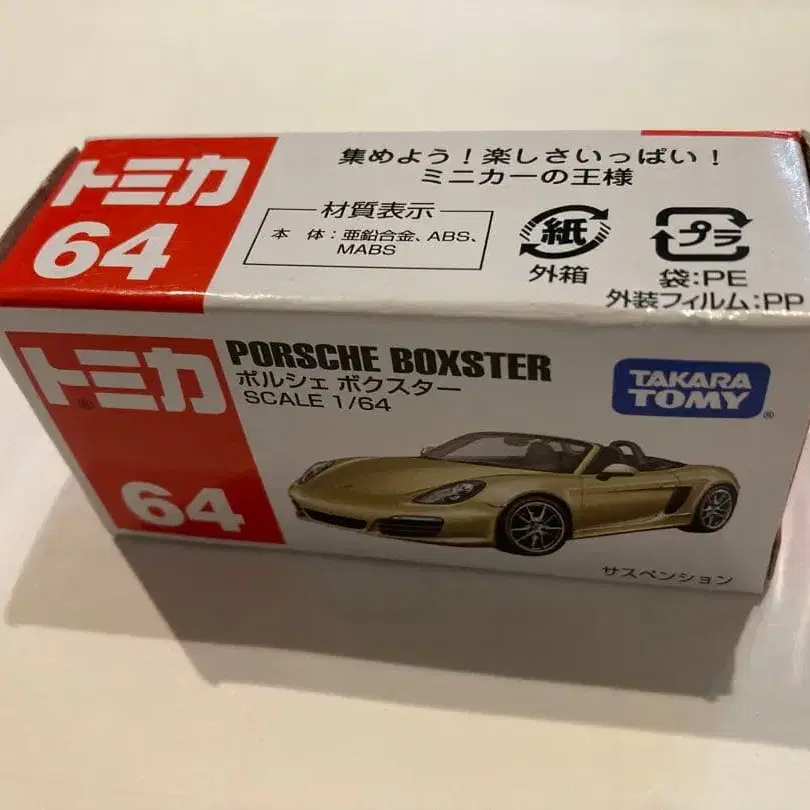 トミカ
64
集めよう！楽しさいっぱい！
ミニカーの王様
材質表示
本 体：亜鉛合金、ABS、
MABS
紙
外箱
プラ
袋:PE
外装フィルム:PP
トミカ®
64
PORSCHE BOXSTER
ポルシェ ボクスター
SCALE 1/64
TAKARA
TOMY®
サスペンション